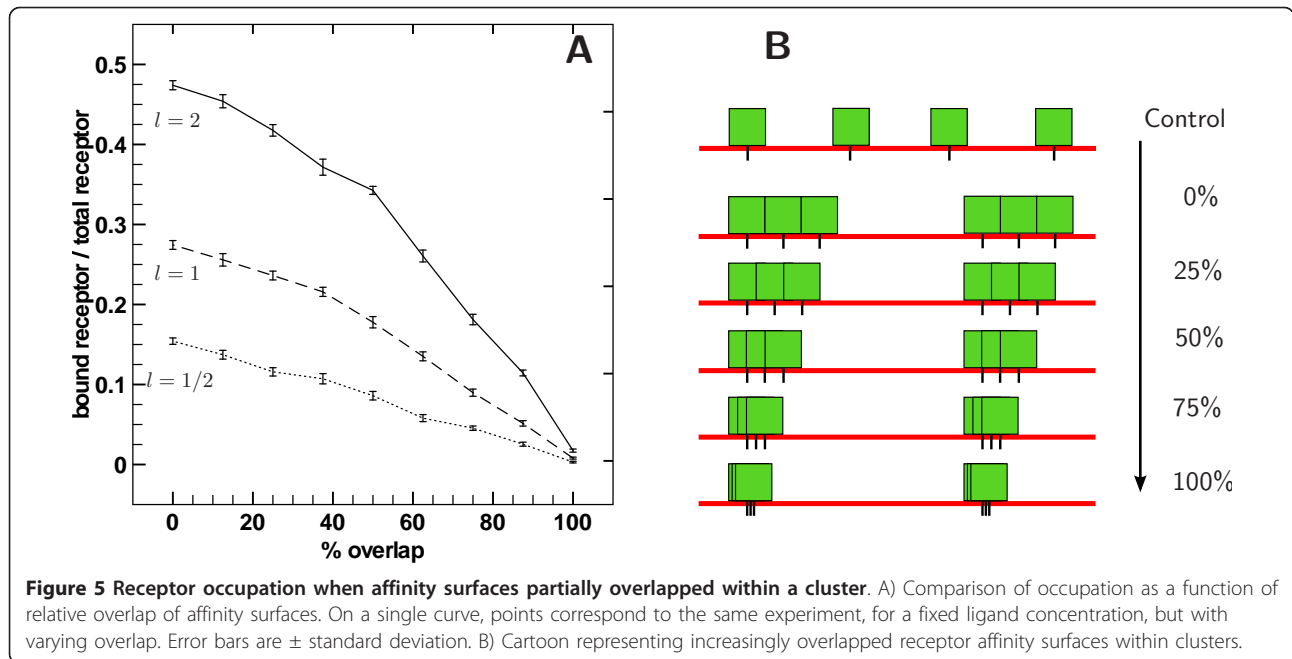 A
bound receptor / total receptor
0.5
0.4
0.3
0.2
0.1
0
l = 2
l = 1
l = 1/2
0 20 40 60 80 100
% overlap
B
Control
0%
25%
50%
75%
100%
Figure 5 Receptor occupation when affinity surfaces partially overlapped within a cluster. A) Comparison of occupation as a function of
relative overlap of affinity surfaces. On a single curve, points correspond to the same experiment, for a fixed ligand concentration, but with
varying overlap. Error bars are ± standard deviation. B) Cartoon representing increasingly overlapped receptor affinity surfaces within clusters.